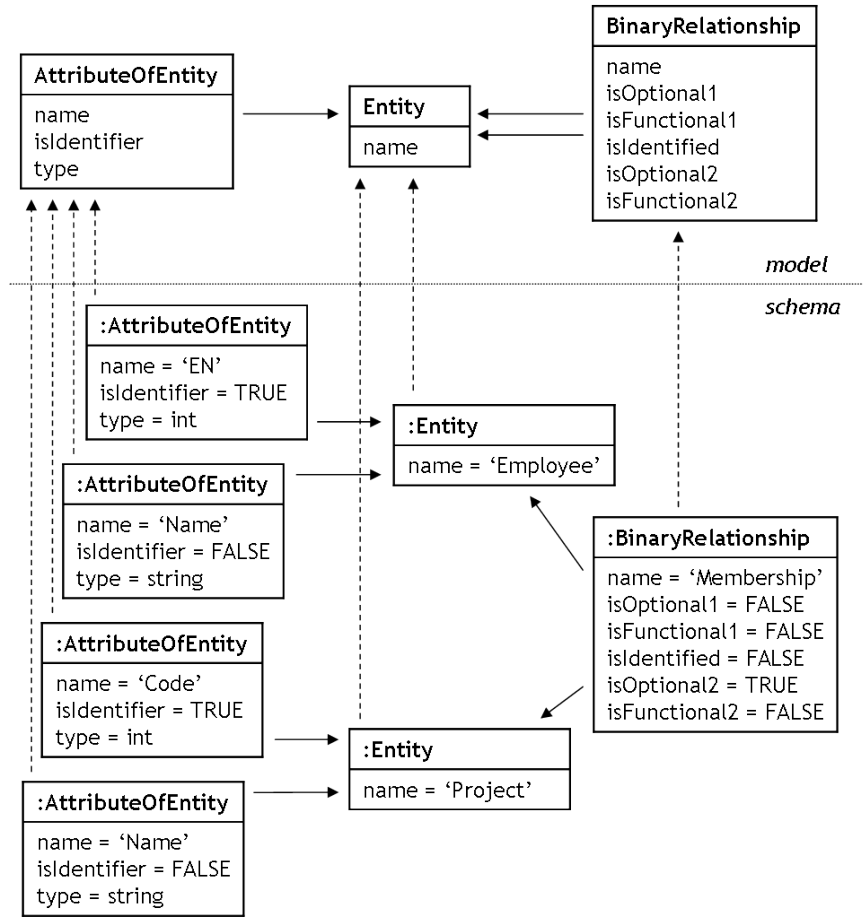 AttributeOfEntity
name
isIdentifier
type
Entity
name
BinaryRelationship
name
isOptional1
isFunctional1
isIdentified
isOptional2
isFunctional2
model
schema
:AttributeOfEntity
name = ‘EN’
isIdentifier = TRUE
type = int
:Entity
name = ‘Employee’
:AttributeOfEntity
name = ‘Name’
isIdentifier = FALSE
type = string
:BinaryRelationship
name = ‘Membership’
isOptional1 = FALSE
isFunctional1 = FALSE
isIdentified = FALSE
isOptional2 = TRUE
isFunctional2 = FALSE
:AttributeOfEntity
name = ‘Code’
isIdentifier = TRUE
type = int
:Entity
name = ‘Project’
:AttributeOfEntity
name = ‘Name’
isIdentifier = FALSE
type = string